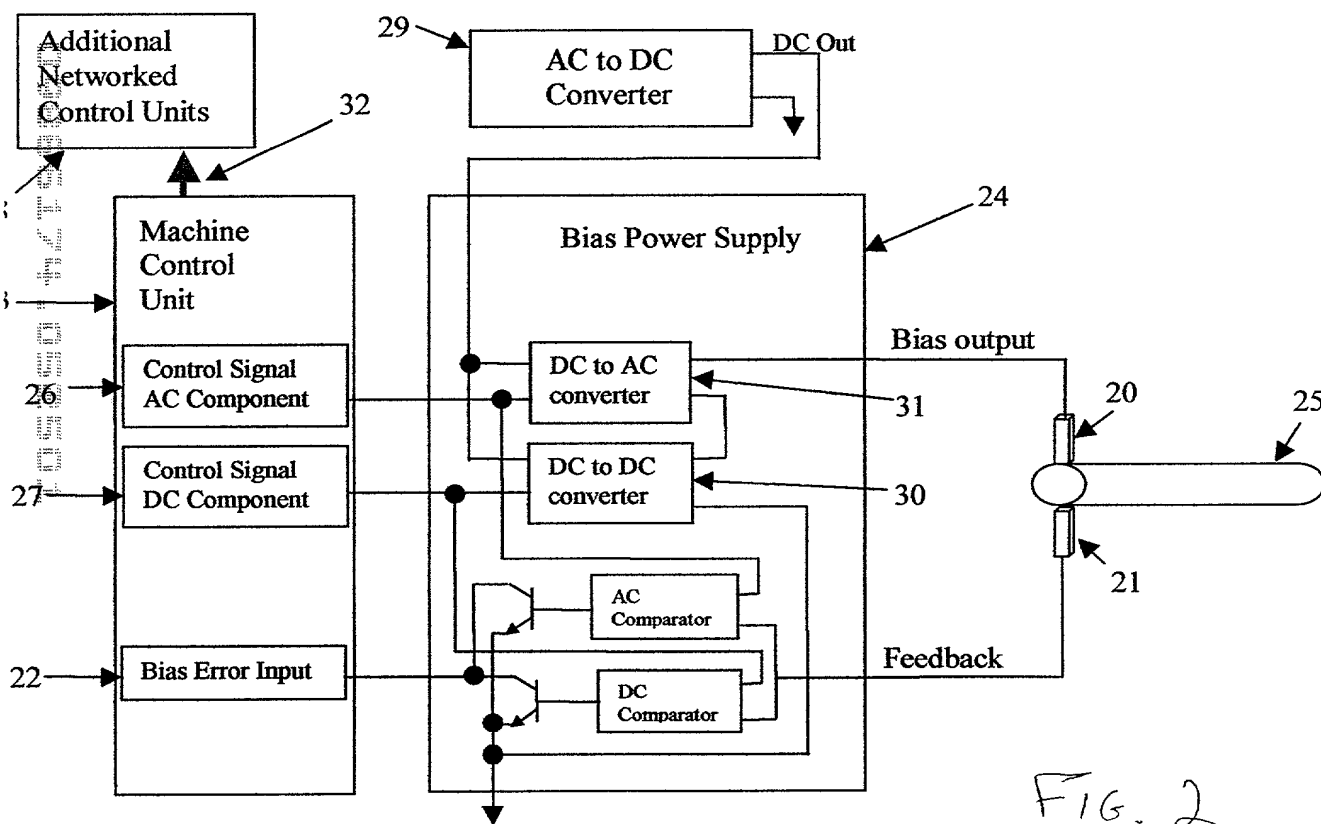 Additional
Networked
Control Units
32
29
AC to DC
Converter
DC Out
Machine
Control
Unit
Bias Power Supply
24
Control Signal
AC Component
26
DC to AC
converter
31
Bias output
20
25
Control Signal
DC Component
27
DC to DC
converter
30
21
AC
Comparator
Bias Error Input
22
DC
Comparator
Feedback
FIG. 2